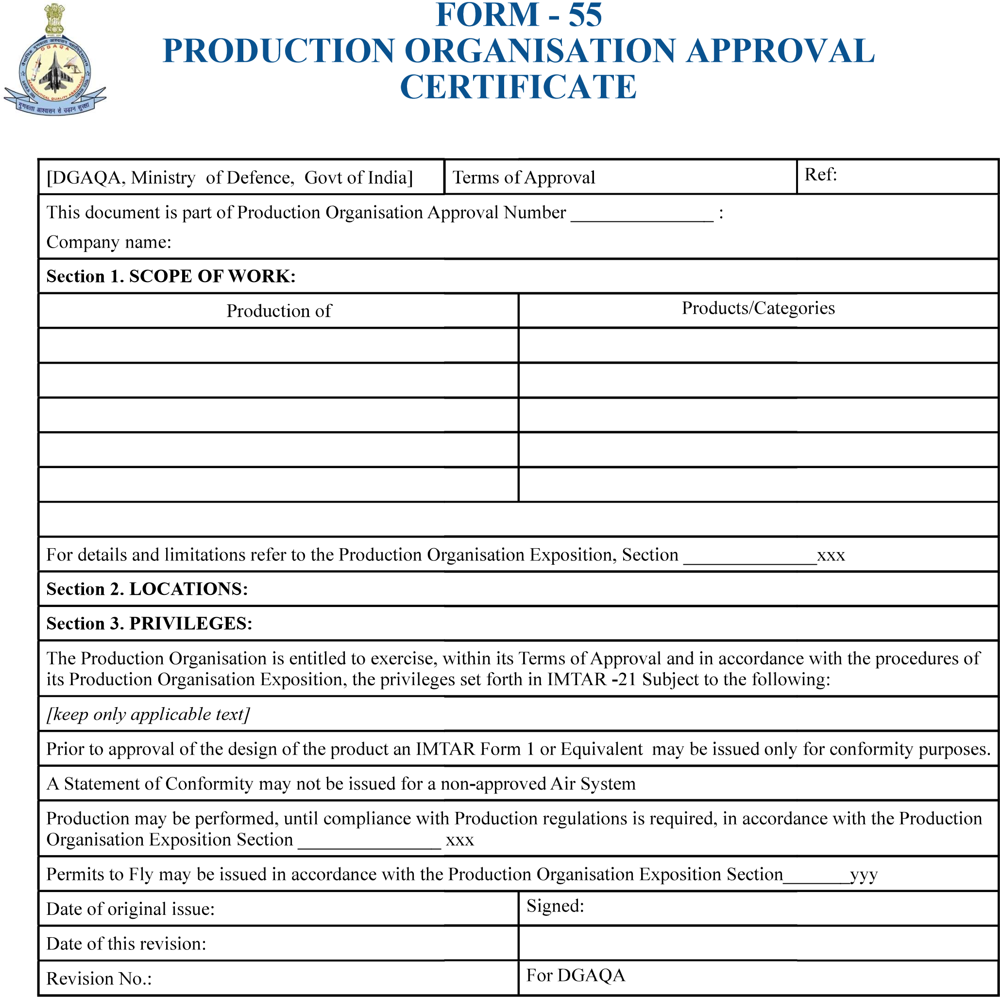 FORM - 55
PRODUCTION ORGANISATION APPROVAL
CERTIFICATE
DGAQA
AERONAUTICAL QUALITY ASSURANCE
गुणवत्ता आश्वासन से उड़ान सुरक्षा
[DGAQA, Ministry of Defence, Govt of India] Terms of Approval Ref:
This document is part of Production Organisation Approval Number _______________ :
Company name:
Section 1. SCOPE OF WORK:
Production of Products/Categories
For details and limitations refer to the Production Organisation Exposition, Section ______________xxx
Section 2. LOCATIONS:
Section 3. PRIVILEGES:
The Production Organisation is entitled to exercise, within its Terms of Approval and in accordance with the procedures of
its Production Organisation Exposition, the privileges set forth in IMTAR -21 Subject to the following:
[keep only applicable text]
Prior to approval of the design of the product an IMTAR Form 1 or Equivalent may be issued only for conformity purposes.
A Statement of Conformity may not be issued for a non-approved Air System
Production may be performed, until compliance with Production regulations is required, in accordance with the Production
Organisation Exposition Section _______________ xxx
Permits to Fly may be issued in accordance with the Production Organisation Exposition Section_______yyy
Date of original issue: Signed:
Date of this revision:
Revision No.: For DGAQA